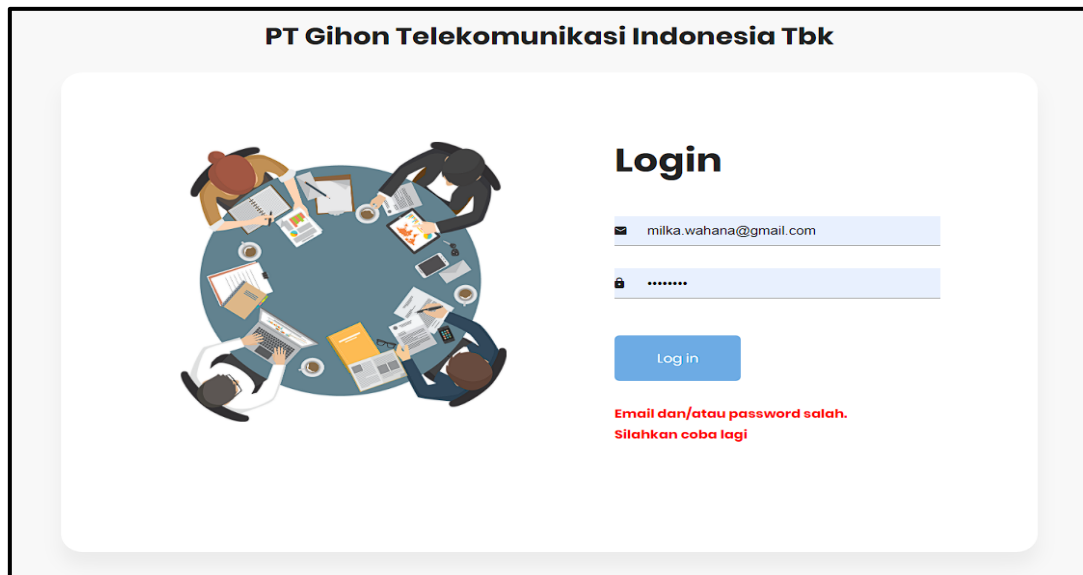 PT Gihon Telekomunikasi Indonesia Tbk
Login
milka.wahana@gmail.com
••••••••
Log in
Email dan/atau password salah.
Silahkan coba lagi